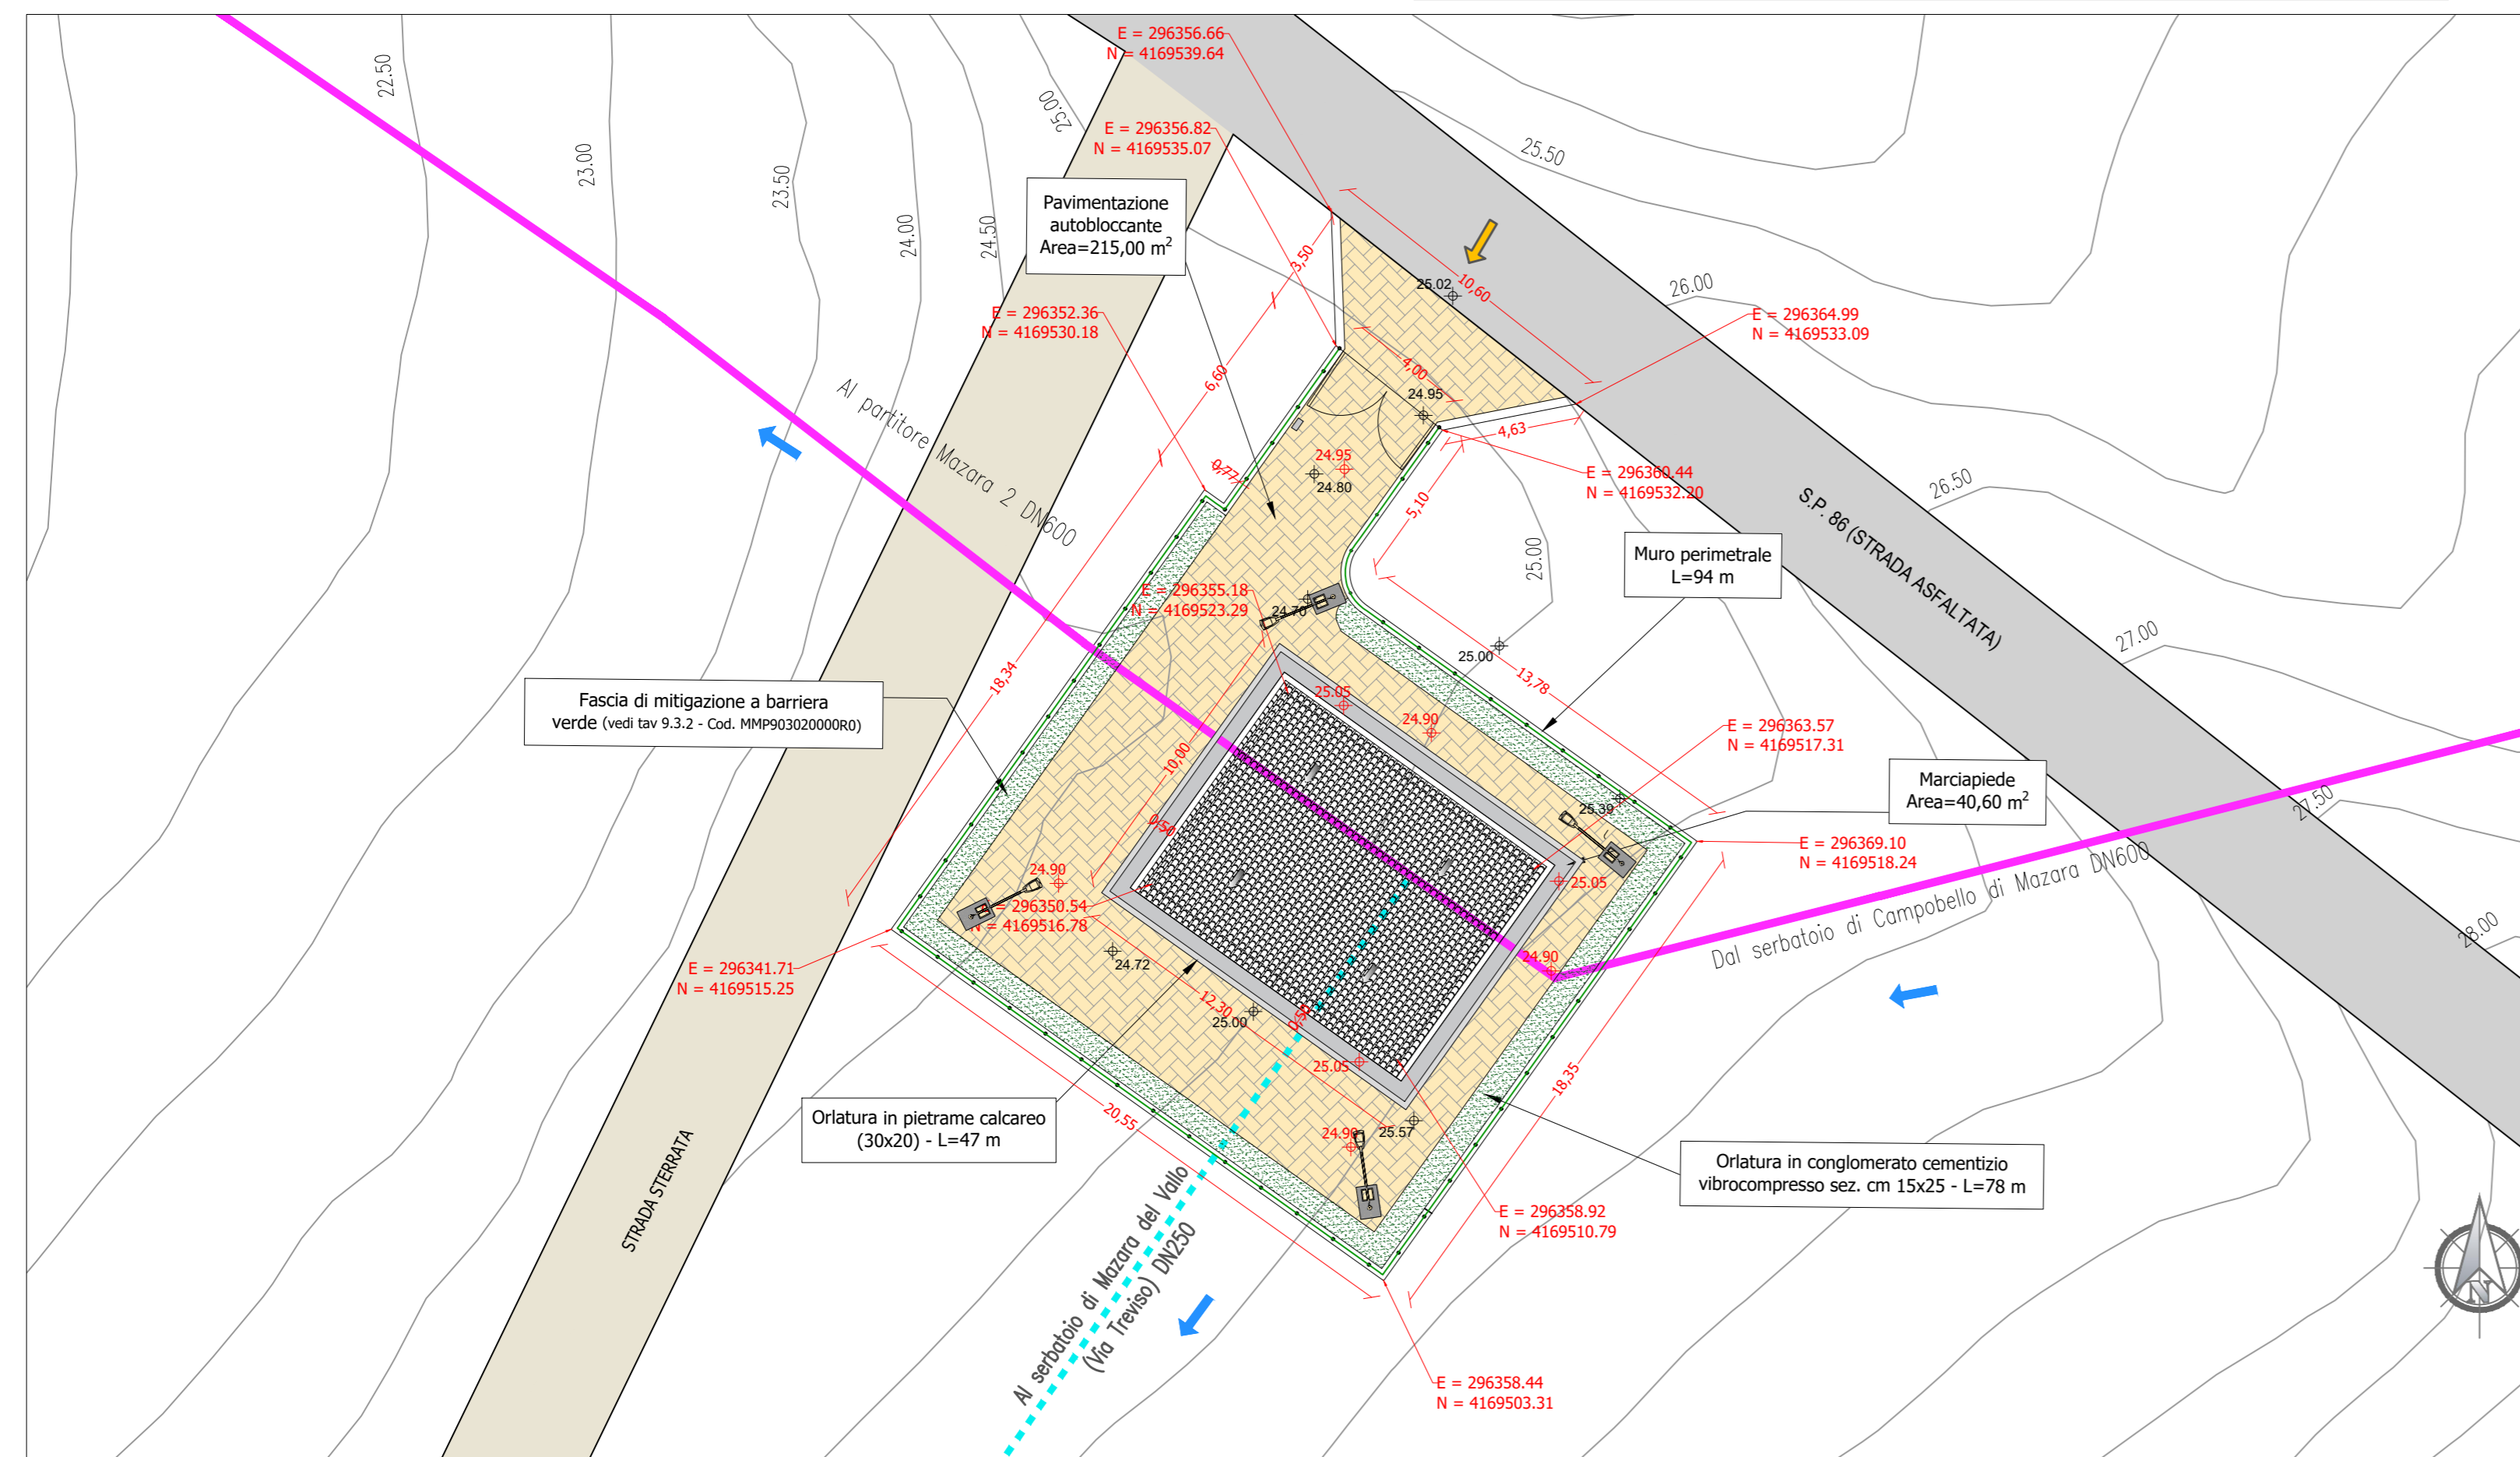 E = 296356.66
N = 4169539.64
22.50
25.00
E = 296356.82
N = 4169535.07
23.00
23.50
24.00
24.50
25.50
Pavimentazione
autobloccante
Area=215,00 m²
3,50
25.02
10,60
26.00
E = 296352.36
N = 4169530.18
E = 296364.99
N = 4169533.09
6,60
4,00
24.95
4,63
Al partitore Mazara 2 DN600
0,77
24.95
24.80
E = 296360.44
N = 4169532.20
5,10
26.50
S.P. 86 (STRADA ASFALTATA)
25.00
Muro perimetrale
L=94 m
E = 296355.18
N = 4169523.29
24.70
27.00
25.00
18,34
13,78
Fascia di mitigazione a barriera
verde (vedi tav 9.3.2 - Cod. MMP903020000R0)
25.05
24.90
E = 296363.57
N = 4169517.31
10,00
Marciapiede
Area=40,60 m²
25.39
27.50
0,50
E = 296369.10
N = 4169518.24
24.90
25.05
= 296350.54
N = 4169516.78
Dal serbatoio di Campobello di Mazara DN600
28.00
24.72
24.90
E = 296341.71
N = 4169515.25
12,30
25.00
0,50
25.05
18,35
Orlatura in pietrame calcareo
(30x20) - L=47 m
20,55
24.90
25.57
Orlatura in conglomerato cementizio
vibrocompresso sez. cm 15x25 - L=78 m
STRADA STERRATA
Al serbatoio di Mazara del Vallo
(Via Treviso) DN250
E = 296358.92
N = 4169510.79
N
E = 296358.44
N = 4169503.31